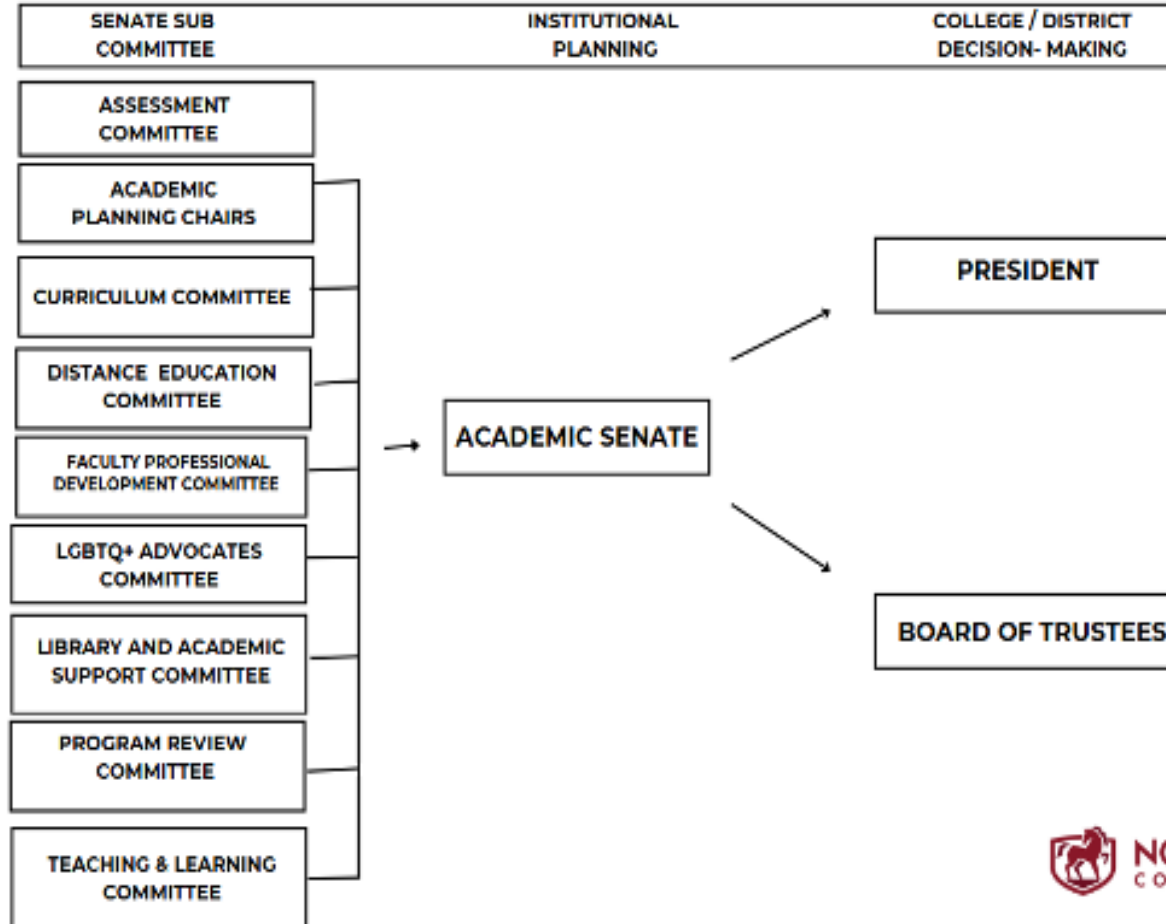 SENATE SUB
COMMITTEE
INSTITUTIONAL
PLANNING
COLLEGE / DISTRICT
DECISION- MAKING
ASSESSMENT
COMMITTEE
ACADEMIC
PLANNING CHAIRS
CURRICULUM COMMITTEE
DISTANCE EDUCATION
COMMITTEE
FACULTY PROFESSIONAL
DEVELOPMENT COMMITTEE
LGBTQ+ ADVOCATES
COMMITTEE
LIBRARY AND ACADEMIC
SUPPORT COMMITTEE
PROGRAM REVIEW
COMMITTEE
TEACHING & LEARNING
COMMITTEE
ACADEMIC SENATE
PRESIDENT
BOARD OF TRUSTEES